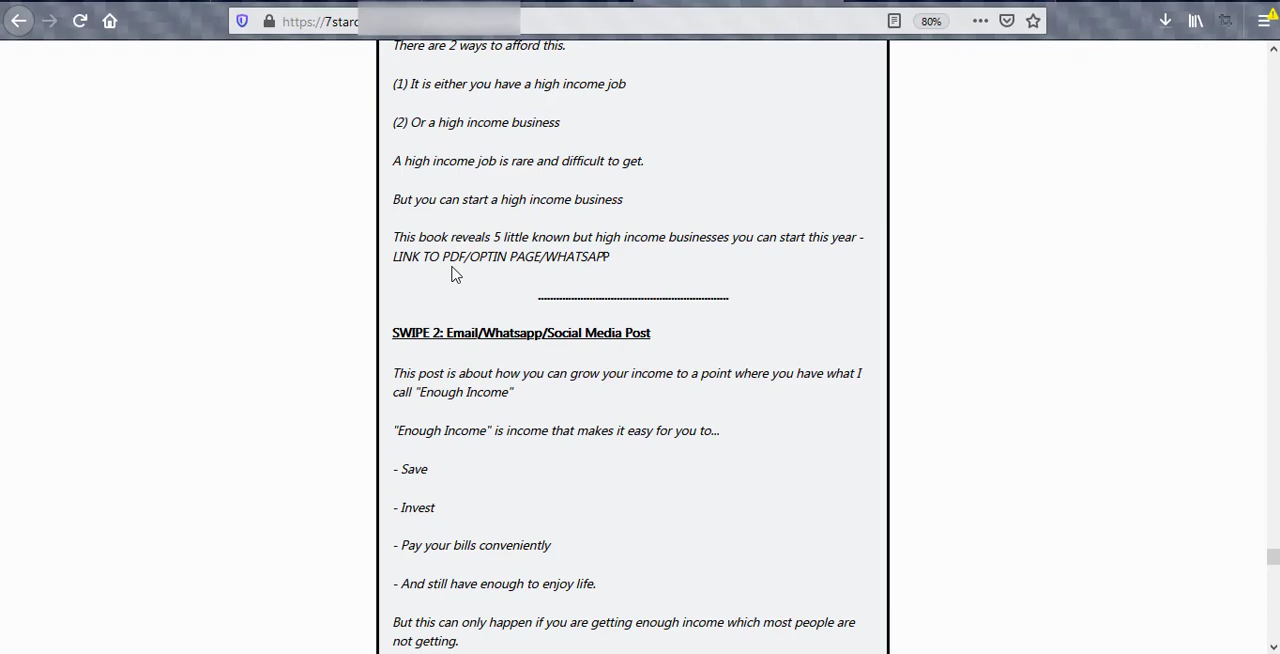 https://7starc
80%
There are 2 ways to afford this.
(1) It is either you have a high income job
(2) Or a high income business
A high income job is rare and difficult to get.
But you can start a high income business
This book reveals 5 little known but high income businesses you can start this year -
LINK TO PDF/OPTIN PAGE/WHATSAPP
SWIPE 2: Email/Whatsapp/Social Media Post
This post is about how you can grow your income to a point where you have what I
call "Enough Income"
"Enough Income" is income that makes it easy for you to...
- Save
- Invest
- Pay your bills conveniently
- And still have enough to enjoy life.
But this can only happen if you are getting enough income which most people are
not getting.